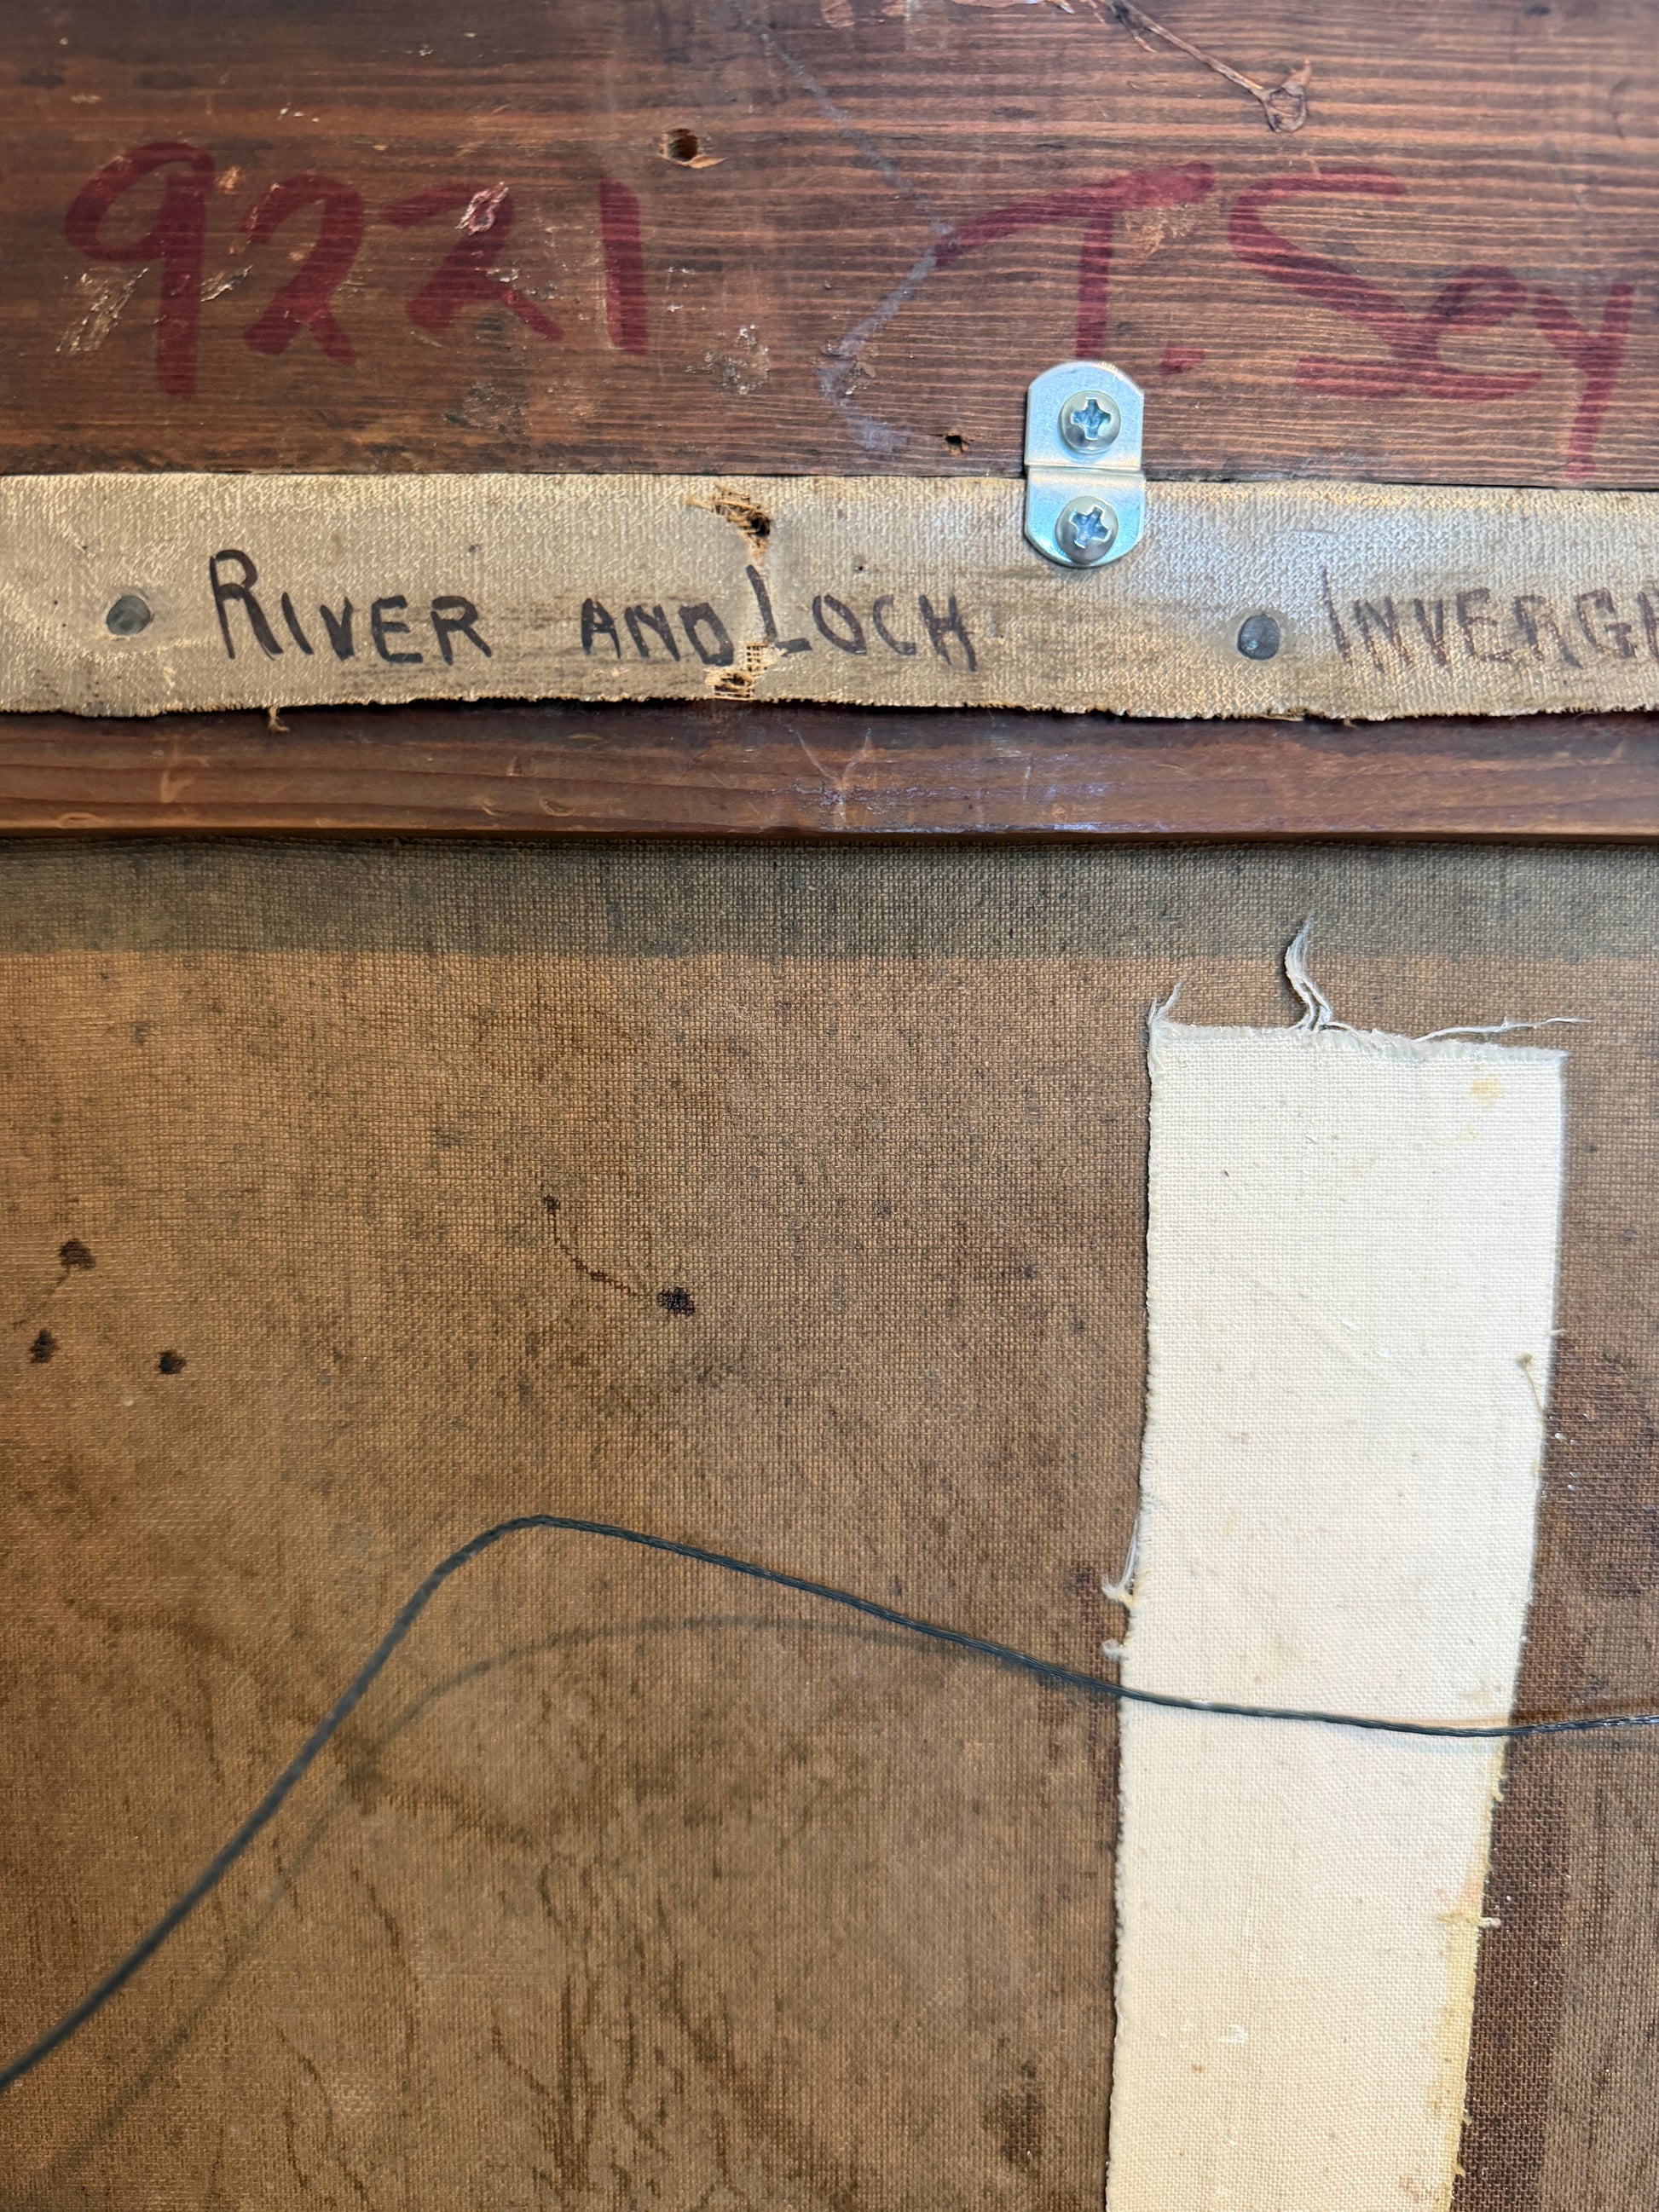 9221 T. Sey
RIVER AND LOCH INVERG